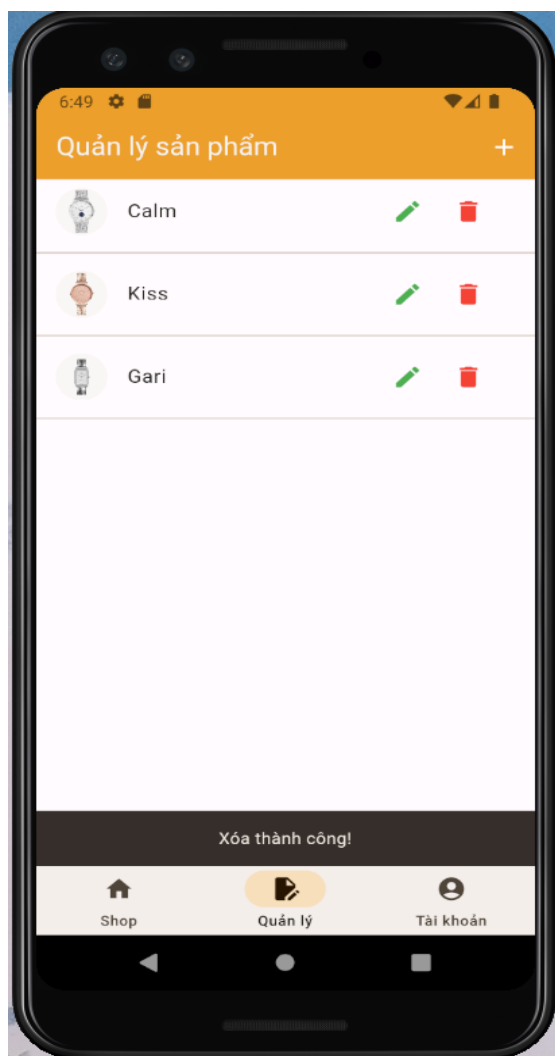 6:49
Quản lý sản phẩm
Calm
Kiss
Gari
Xóa thành công!
Shop
Quản lý
Tài khoản